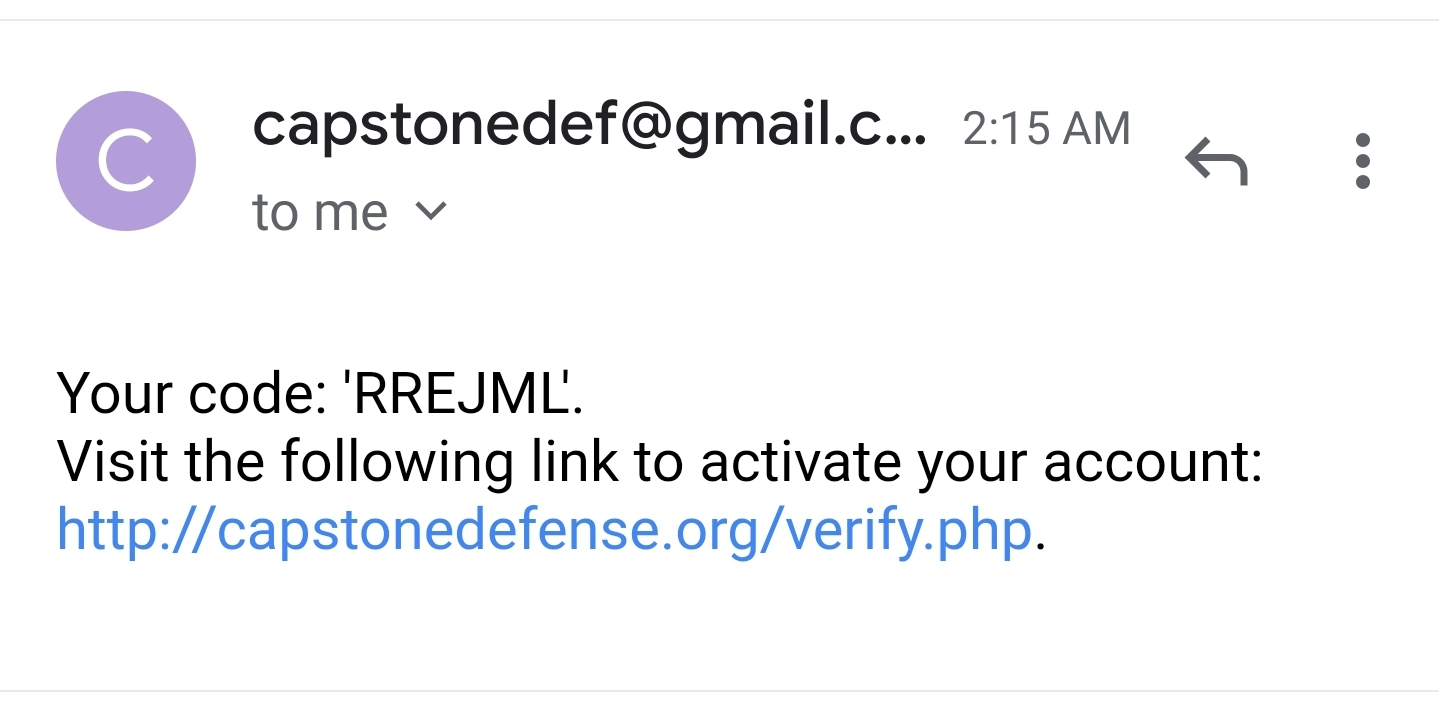 C
capstonedef@gmail.c... 2:15 AM
to me
Your code: 'RREJML'.
Visit the following link to activate your account:
http://capstonedefense.org/verify.php.